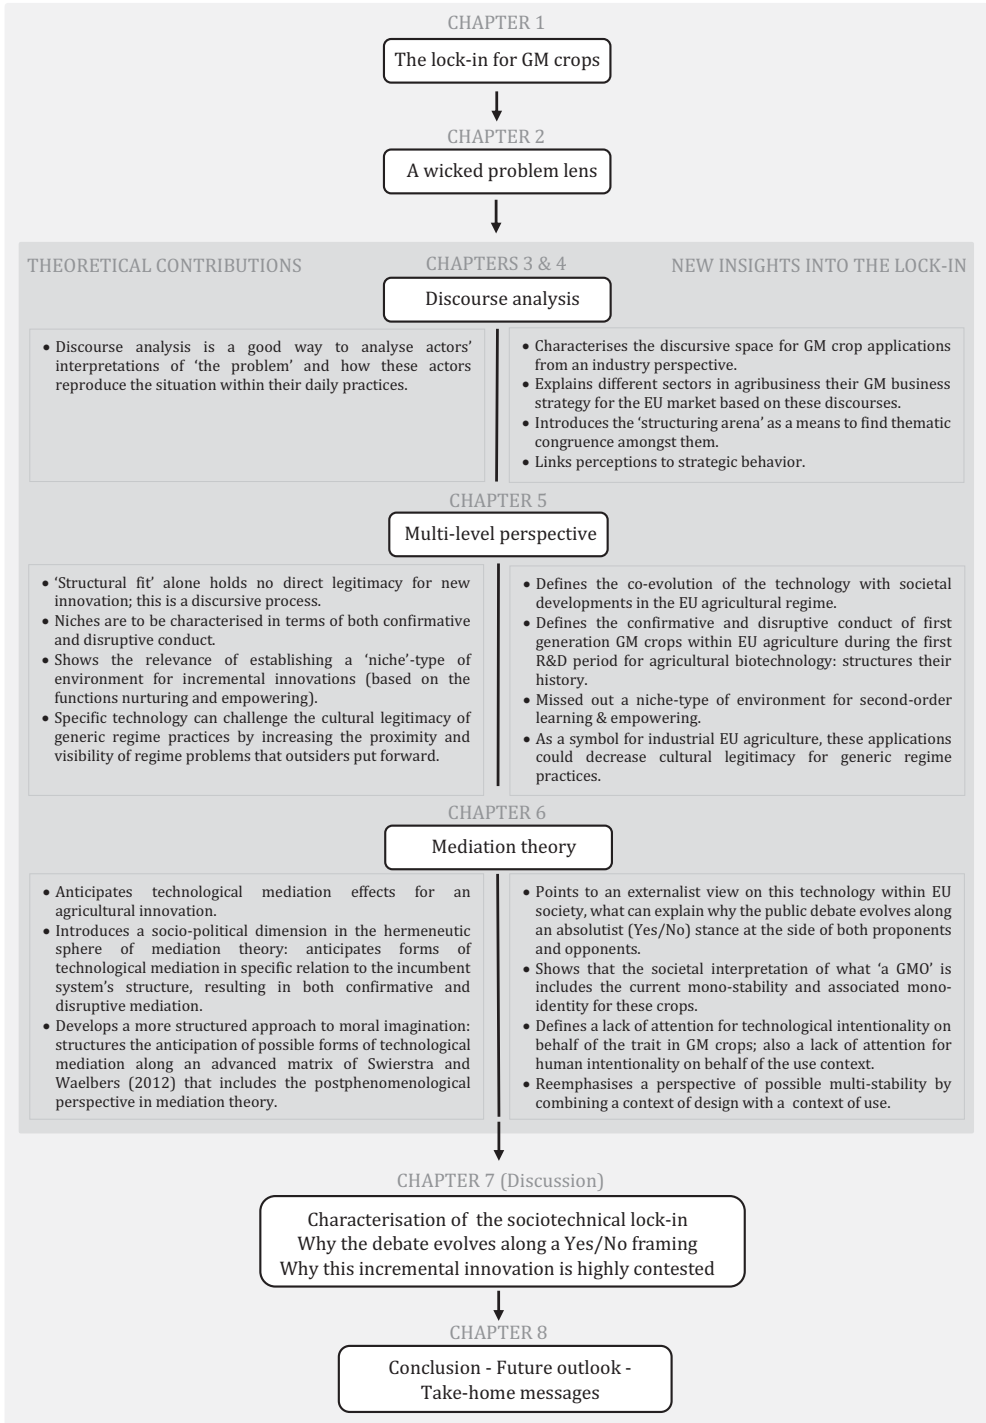 CHAPTER 1
The lock-in for GM crops
CHAPTER 2
A wicked problem lens
THEORETICAL CONTRIBUTIONS
CHAPTERS 3 & 4
NEW INSIGHTS INTO THE LOCK-IN
Discourse analysis
• Discourse analysis is a good way to analyse actors’
interpretations of ‘the problem’ and how these actors
reproduce the situation within their daily practices.
• Characterises the discursive space for GM crop applications
from an industry perspective.
• Explains different sectors in agribusiness their GM business
strategy for the EU market based on these discourses.
• Introduces the ‘structuring arena’ as a means to find thematic
congruence amongst them.
• Links perceptions to strategic behavior.
CHAPTER 5
Multi-level perspective
• ‘Structural fit’ alone holds no direct legitimacy for new
innovation; this is a discursive process.
• Niches are to be characterised in terms of both confirmative
and disruptive conduct.
• Shows the relevance of establishing a ‘niche’-type of
environment for incremental innovations (based on the
functions nurturing and empowering).
• Specific technology can challenge the cultural legitimacy of
generic regime practices by increasing the proximity and
visibility of regime problems that outsiders put forward.
• Defines the co-evolution of the technology with societal
developments in the EU agricultural regime.
• Defines the confirmative and disruptive conduct of first
generation GM crops within EU agriculture during the first
R&D period for agricultural biotechnology: structures their
history.
• Missed out a niche-type of environment for second-order
learning & empowering.
• As a symbol for industrial EU agriculture, these applications
could decrease cultural legitimacy for generic regime
practices.
CHAPTER 6
Mediation theory
• Anticipates technological mediation effects for an
agricultural innovation.
• Introduces a socio-political dimension in the hermeneutic
sphere of mediation theory: anticipates forms of
technological mediation in specific relation to the incumbent
system’s structure, resulting in both confirmative and
disruptive mediation.
• Develops a more structured approach to moral imagination:
structures the anticipation of possible forms of technological
mediation along an advanced matrix of Swierstra and
Waelbers (2012) that includes the postphenomenological
perspective in mediation theory.
• Points to an externalist view on this technology within EU
society, what can explain why the public debate evolves along
an absolutist (Yes/No) stance at the side of both proponents
and opponents.
• Shows that the societal interpretation of what ‘a GMO’ is
includes the current mono-stability and associated mono-
identity for these crops.
• Defines a lack of attention for technological intentionality on
behalf of the trait in GM crops; also a lack of attention for
human intentionality on behalf of the use context.
• Reemphasises a perspective of possible multi-stability by
combining a context of design with a context of use.
CHAPTER 7 (Discussion)
Characterisation of the sociotechnical lock-in
Why the debate evolves along a Yes/No framing
Why this incremental innovation is highly contested
CHAPTER 8
Conclusion - Future outlook -
Take-home messages